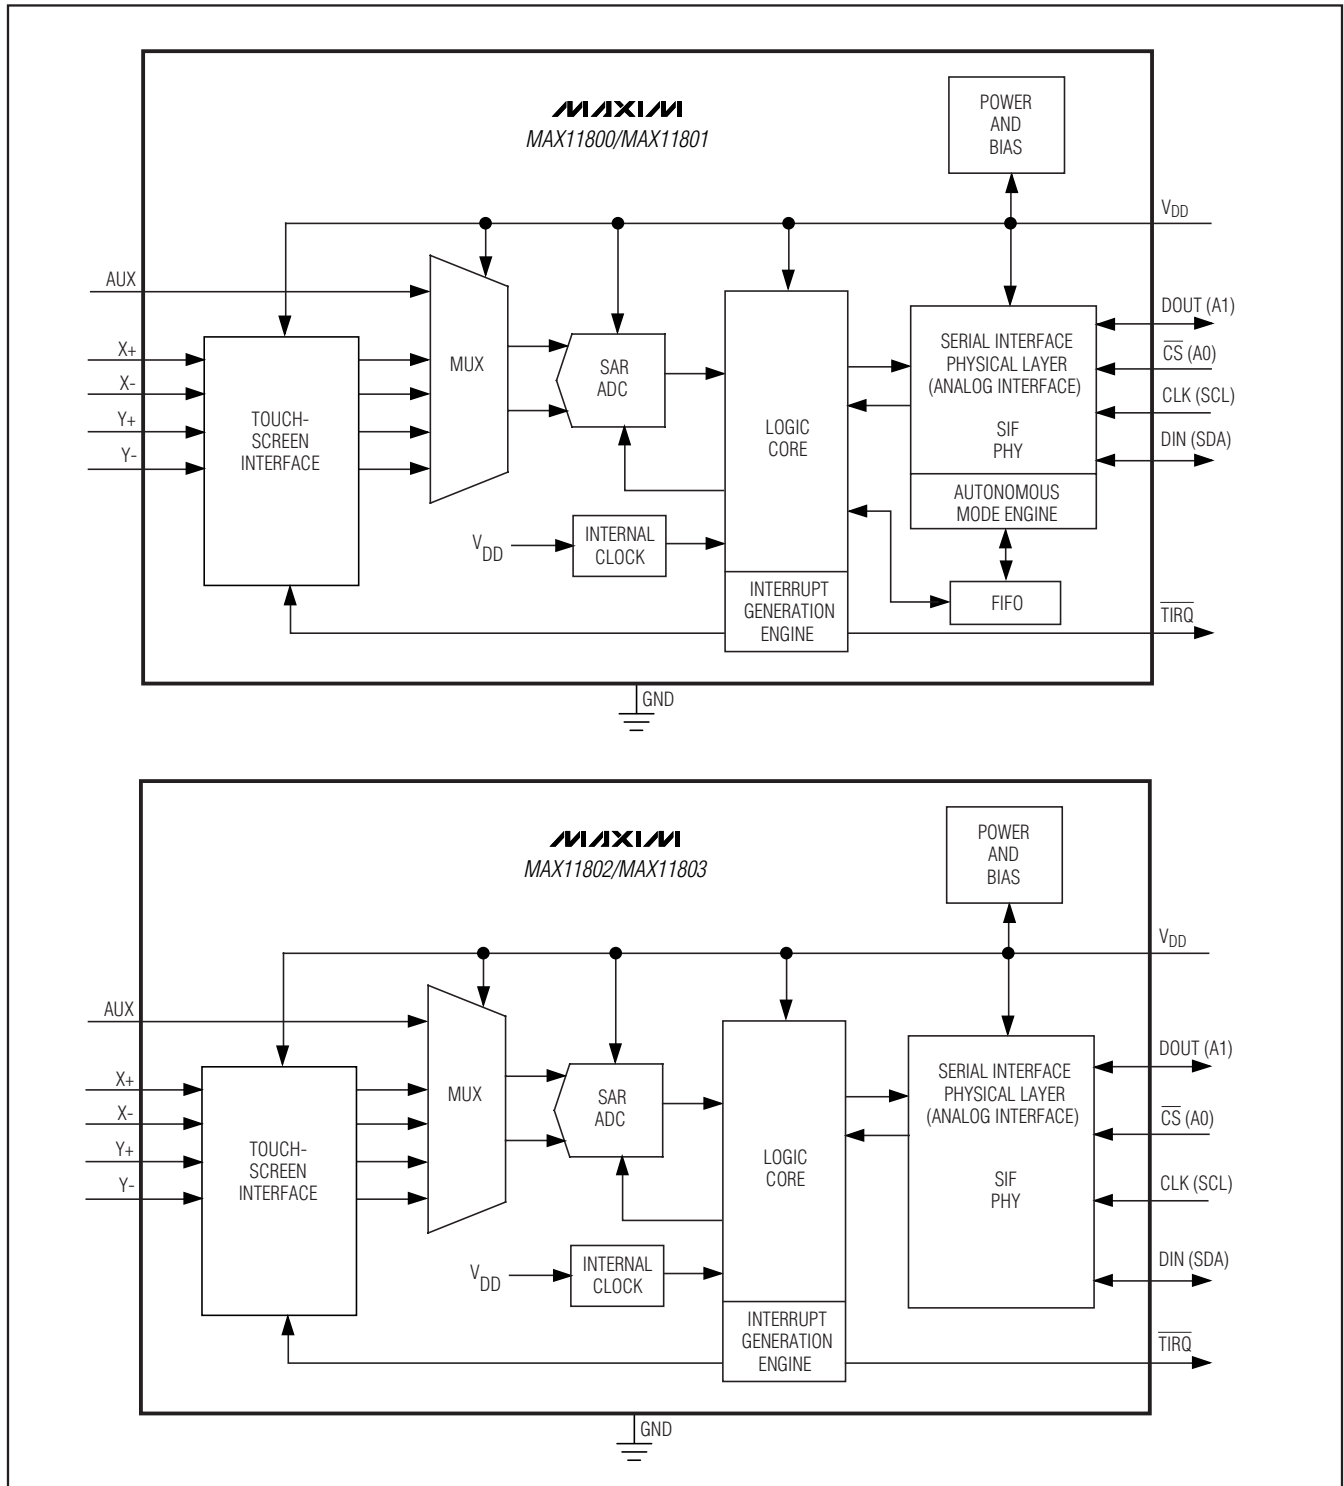 MAXIM
MAX11800/MAX11801
POWER
AND
BIAS
VDD
AUX
X+
X-
Y+
Y-
TOUCH-
SCREEN
INTERFACE
MUX
SAR
ADC
VDD
INTERNAL
CLOCK
LOGIC
CORE
INTERRUPT
GENERATION
ENGINE
SERIAL INTERFACE
PHYSICAL LAYER
(ANALOG INTERFACE)
SIF
PHY
AUTONOMOUS
MODE ENGINE
FIFO
DOUT (A1)
CS (A0)
CLK (SCL)
DIN (SDA)
TIRQ
GND
MAXIM
MAX11802/MAX11803
POWER
AND
BIAS
VDD
AUX
X+
X-
Y+
Y-
TOUCH-
SCREEN
INTERFACE
MUX
SAR
ADC
VDD
INTERNAL
CLOCK
LOGIC
CORE
INTERRUPT
GENERATION
ENGINE
SERIAL INTERFACE
PHYSICAL LAYER
(ANALOG INTERFACE)
SIF
PHY
DOUT (A1)
CS (A0)
CLK (SCL)
DIN (SDA)
TIRQ
GND